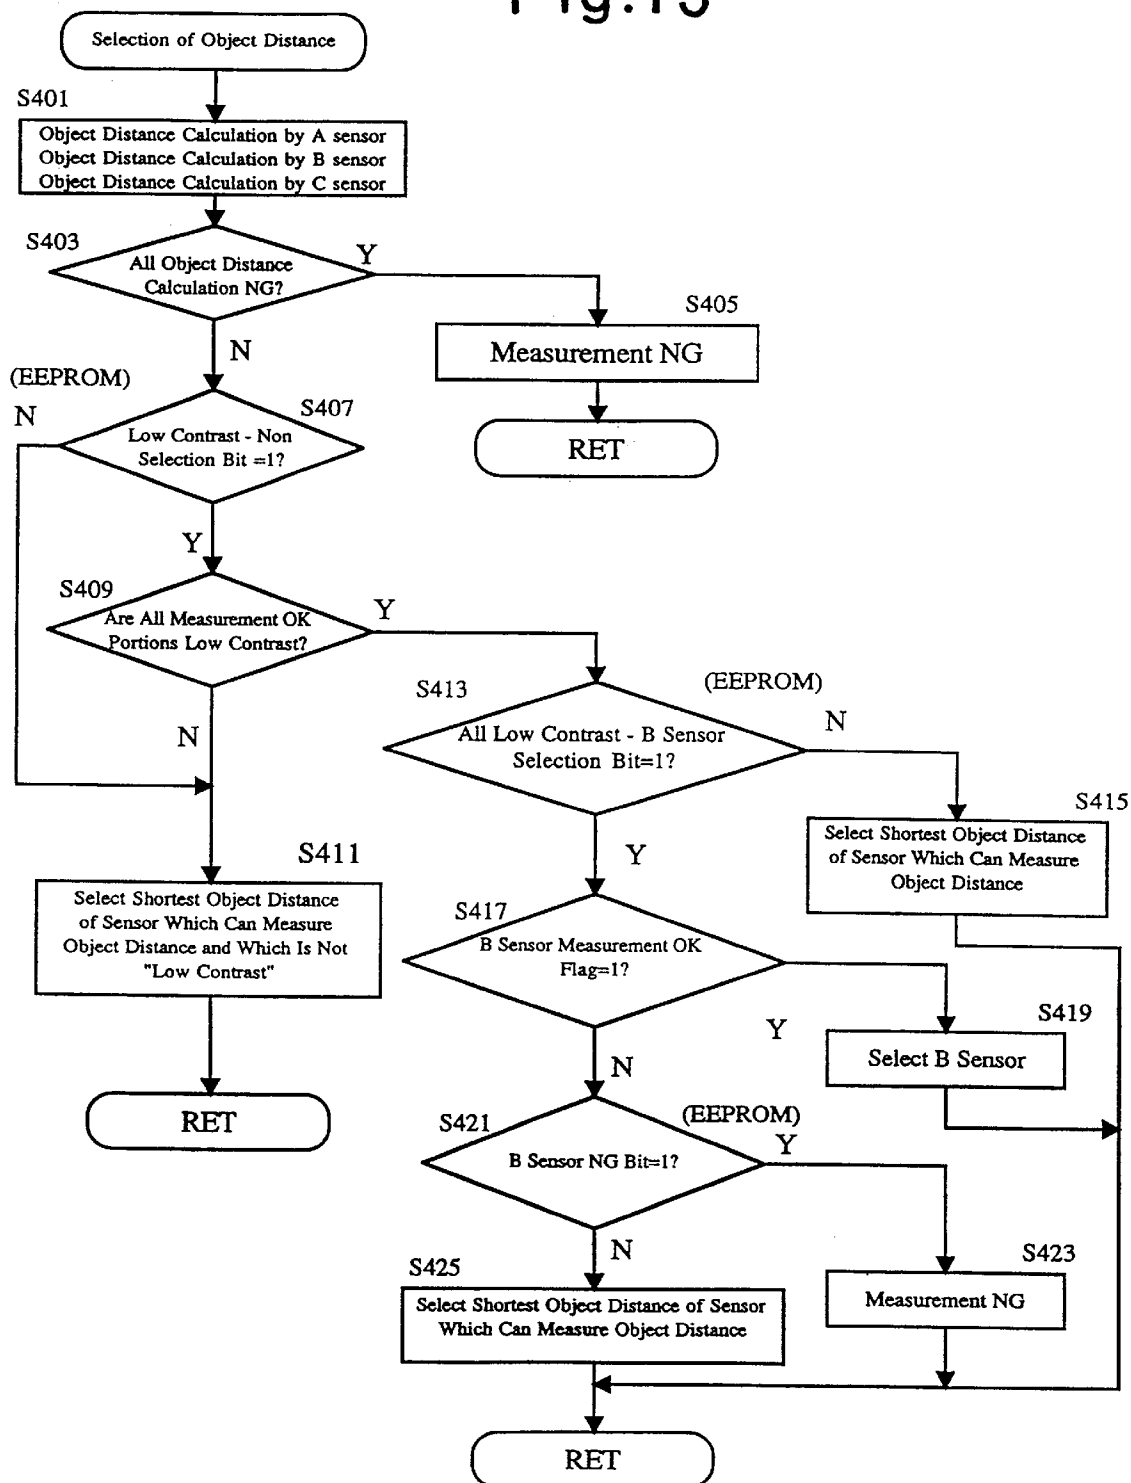 Fig.15
Selection of Object Distance
S401
Object Distance Calculation by A sensor
Object Distance Calculation by B sensor
Object Distance Calculation by C sensor
S403
All Object Distance
Calculation NG?
Y
S405
Measurement NG
RET
N
(EEPROM)
N
S407
Low Contrast - Non
Selection Bit =1?
Y
S409
Are All Measurement OK
Portions Low Contrast?
Y
N
S413
(EEPROM)
All Low Contrast - B Sensor
Selection Bit=1?
N
S415
Select Shortest Object Distance
of Sensor Which Can Measure
Object Distance
Y
S411
Select Shortest Object Distance
of Sensor Which Can Measure
Object Distance and Which Is Not
"Low Contrast"
RET
S417
B Sensor Measurement OK
Flag=1?
Y
S419
Select B Sensor
N
S421
(EEPROM)
B Sensor NG Bit=1?
Y
S423
Measurement NG
N
S425
Select Shortest Object Distance of Sensor
Which Can Measure Object Distance
RET